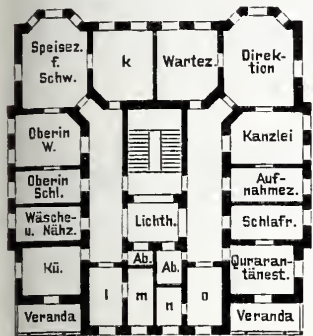 Speisez.
f.
Schw.
k
Wartez.
Direk-
tion
Oberin
W.
Kanzlei
Oberin
Schl.
Auf-
nahmez.
Wäsche-
u. Nähz.
Lichth.
Schlafr.
Kü.
Ab.
Ab.
Quraran-
tänest.
l
m
n
o
Veranda
Veranda